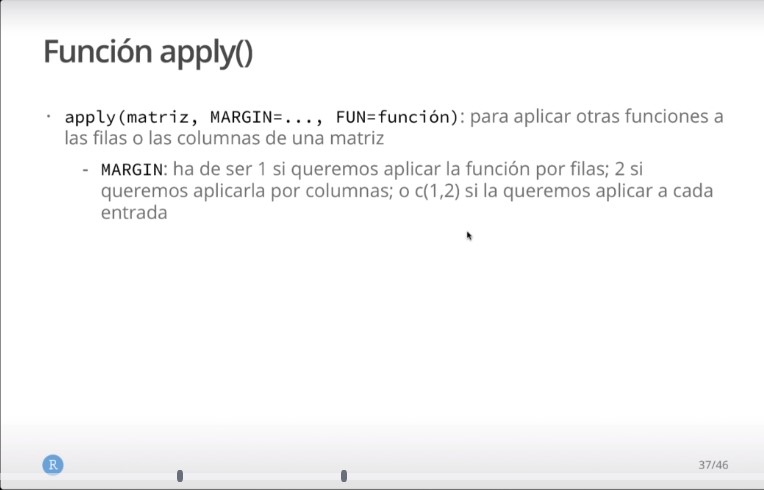 Función apply()
· apply(matriz, MARGIN=..., FUN=función): para aplicar otras funciones a
las filas o las columnas de una matriz
- MARGIN: ha de ser 1 si queremos aplicar la función por filas; 2 si
queremos aplicarla por columnas; o c(1,2) si la queremos aplicar a cada
entrada
R
37/46